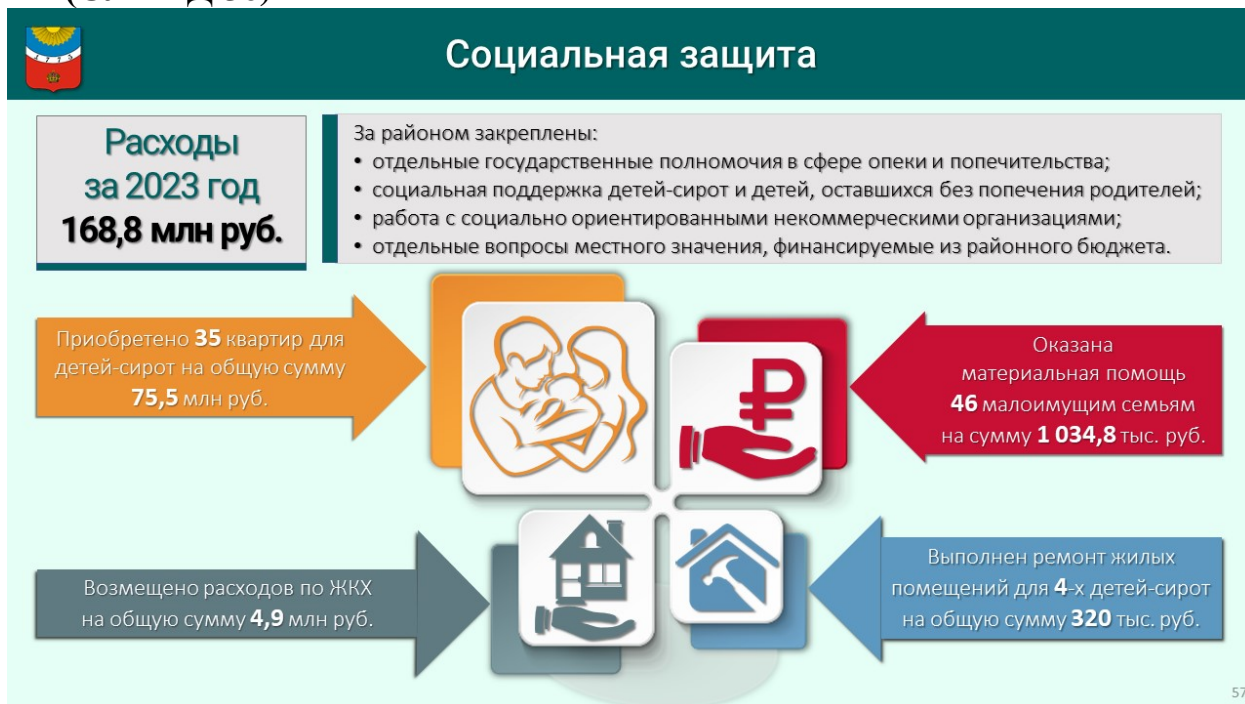 Социальная защита
Расходы
за 2023 год
168,8 млн руб.
За районом закреплены:
• отдельные государственные полномочия в сфере опеки и попечительства;
• социальная поддержка детей-сирот и детей, оставшихся без попечения родителей;
• работа с социально ориентированными некоммерческими организациями;
• отдельные вопросы местного значения, финансируемые из районного бюджета.
Приобретено 35 квартир для
детей-сирот на общую сумму
75,5 млн руб.
Оказана
материальная помощь
46 малоимущим семьям
на сумму 1 034,8 тыс. руб.
Возмещено расходов по ЖКХ
на общую сумму 4,9 млн руб.
Выполнен ремонт жилых
помещений для 4-х детей-сирот
на общую сумму 320 тыс. руб.
57